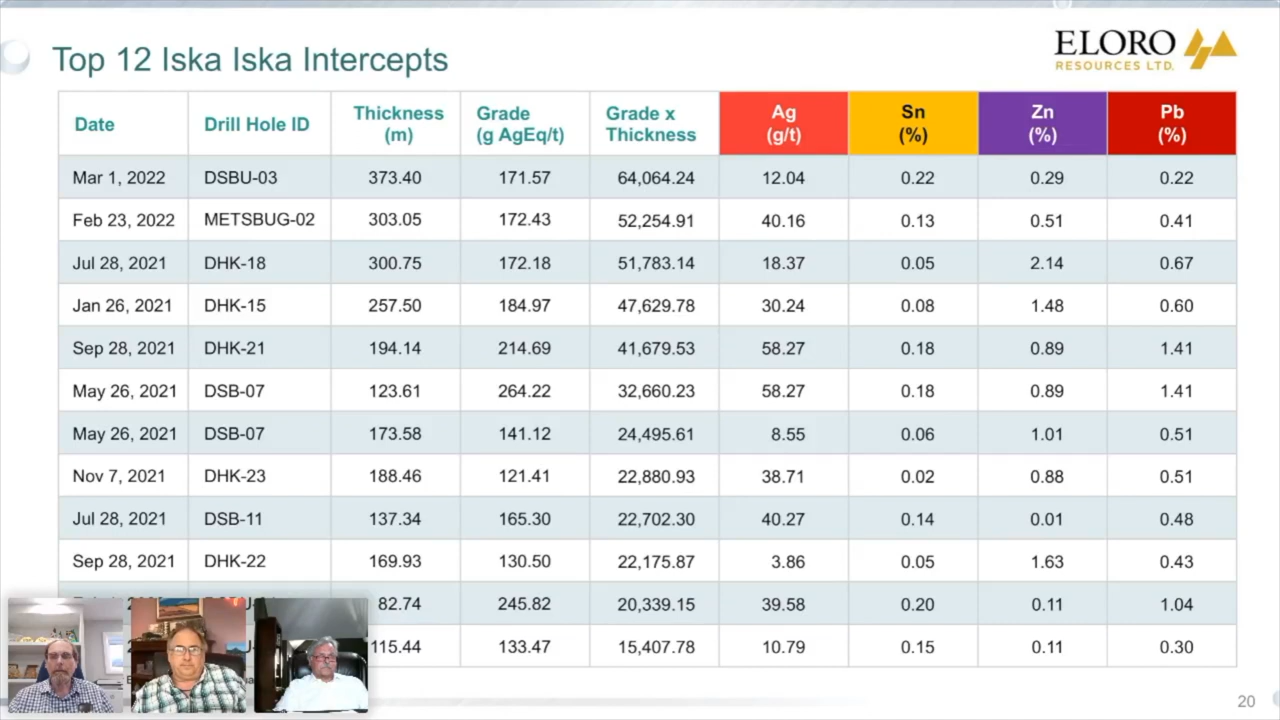 Top 12 Iska Iska Intercepts
ELORO
RESOURCES LTD.
Date Drill Hole ID Thickness (m) Grade (g AgEq/t) Grade x Thickness Ag (g/t) Sn (%) Zn (%) Pb (%)
Mar 1, 2022 DSBU-03 373.40 171.57 64,064.24 12.04 0.22 0.29 0.22
Feb 23, 2022 METSBUG-02 303.05 172.43 52,254.91 40.16 0.13 0.51 0.41
Jul 28, 2021 DHK-18 300.75 172.18 51,783.14 18.37 0.05 2.14 0.67
Jan 26, 2021 DHK-15 257.50 184.97 47,629.78 30.24 0.08 1.48 0.60
Sep 28, 2021 DHK-21 194.14 214.69 41,679.53 58.27 0.18 0.89 1.41
May 26, 2021 DSB-07 123.61 264.22 32,660.23 58.27 0.18 0.89 1.41
May 26, 2021 DSB-07 173.58 141.12 24,495.61 8.55 0.06 1.01 0.51
Nov 7, 2021 DHK-23 188.46 121.41 22,880.93 38.71 0.02 0.88 0.51
Jul 28, 2021 DSB-11 137.34 165.30 22,702.30 40.27 0.14 0.01 0.48
Sep 28, 2021 DHK-22 169.93 130.50 22,175.87 3.86 0.05 1.63 0.43
82.74 245.82 20,339.15 39.58 0.20 0.11 1.04
115.44 133.47 15,407.78 10.79 0.15 0.11 0.30
20